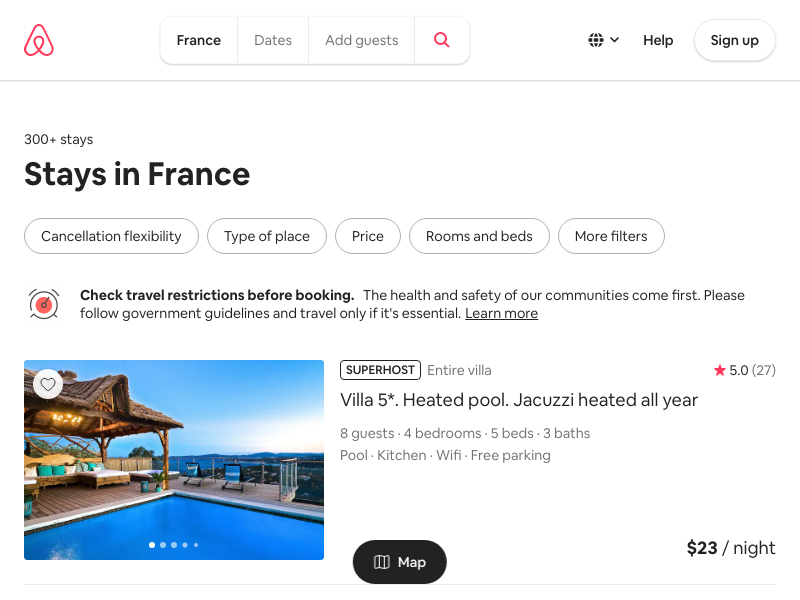 France
Dates
Add guests
Help
Sign up
300+ stays
Stays in France
Cancellation flexibility
Type of place
Price
Rooms and beds
More filters
Check travel restrictions before booking. The health and safety of our communities come first. Please
follow government guidelines and travel only if it's essential. Learn more
SUPERHOST Entire villa
5.0 (27)
Villa 5*. Heated pool. Jacuzzi heated all year
8 guests · 4 bedrooms · 5 beds · 3 baths
Pool · Kitchen · Wifi · Free parking
$23 / night
Map